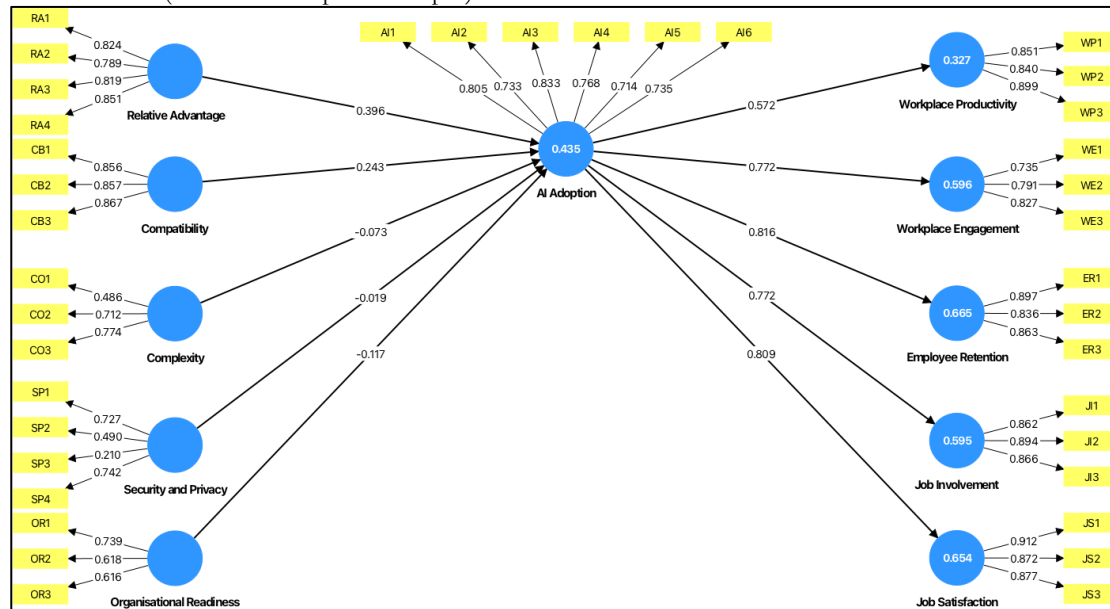 RA1
0.824
RA2
0.789
RA3
0.819
RA4
0.851
Relative Advantage
0.396
CB1
0.856
CB2
0.857
CB3
0.867
Compatibility
0.243
CO1
0.486
CO2
0.712
CO3
0.774
Complexity
-0.073
SP1
0.727
SP2
0.490
SP3
0.210
SP4
0.742
Security and Privacy
-0.019
OR1
0.739
OR2
0.618
OR3
0.616
Organisational Readiness
-0.117
AI1
AI2
AI3
AI4
AI5
AI6
0.805
0.733
0.833
0.768
0.714
0.735
0.435
AI Adoption
0.572
0.772
0.816
0.772
0.809
0.327
Workplace Productivity
0.851
WP1
0.840
WP2
0.899
WP3
0.596
Workplace Engagement
0.735
WE1
0.791
WE2
0.827
WE3
0.665
Employee Retention
0.897
ER1
0.836
ER2
0.863
ER3
0.595
Job Involvement
0.862
JI1
0.894
JI2
0.866
JI3
0.654
Job Satisfaction
0.912
JS1
0.872
JS2
0.877
JS3